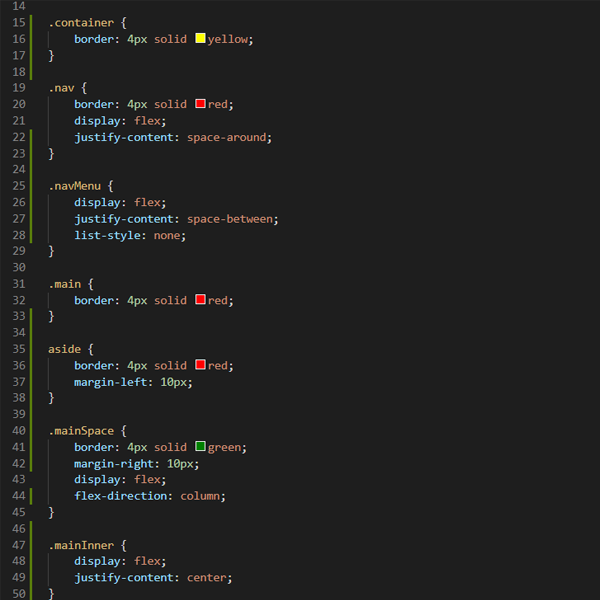 14
15 .container {
16     border: 4px solid yellow;
17 }
18
19 .nav {
20     border: 4px solid red;
21     display: flex;
22     justify-content: space-around;
23 }
24
25 .navMenu {
26     display: flex;
27     justify-content: space-between;
28     list-style: none;
29 }
30
31 .main {
32     border: 4px solid red;
33 }
34
35 aside {
36     border: 4px solid red;
37     margin-left: 10px;
38 }
39
40 .mainSpace {
41     border: 4px solid green;
42     margin-right: 10px;
43     display: flex;
44     flex-direction: column;
45 }
46
47 .mainInner {
48     display: flex;
49     justify-content: center;
50 }